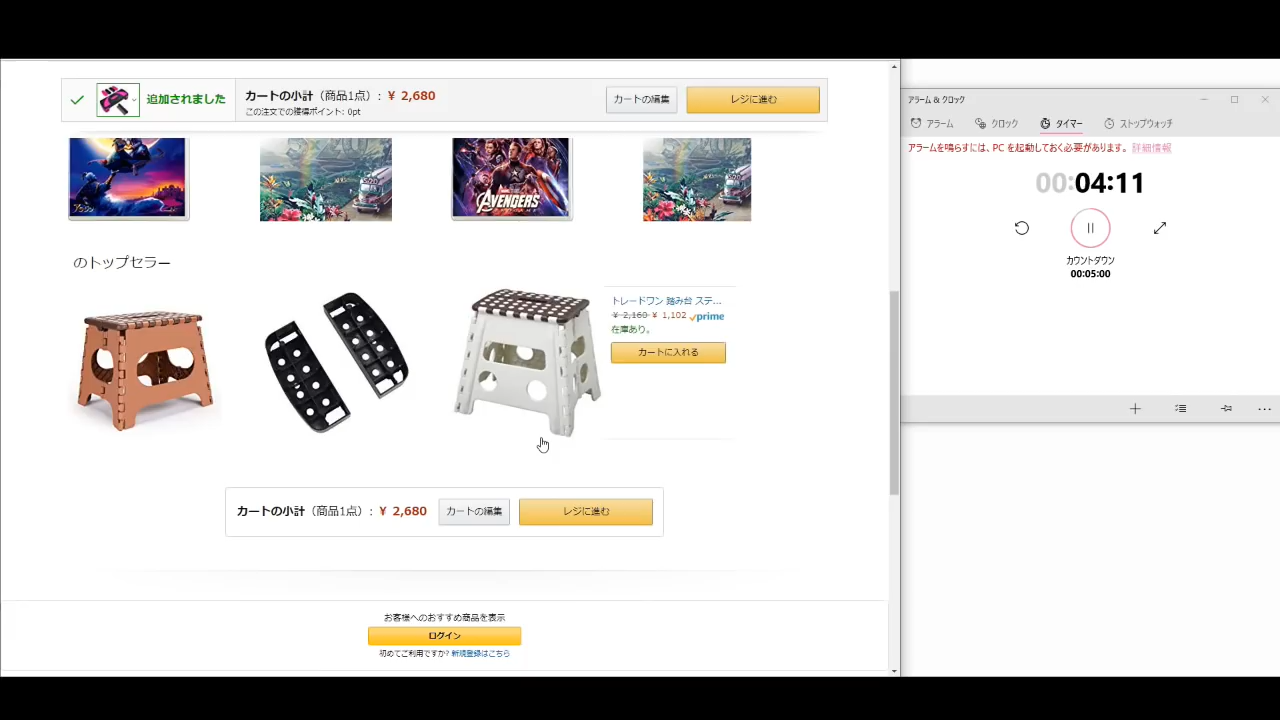 追加されました
カートの小計（商品1点）: ¥ 2,680
この注文での獲得ポイント: 0pt
カートの編集
レジに進む
アラジン
MARVEL
AVENGERS
のトップセラー
トレードワン 踏み台 ステ...
¥ 2,160 ¥ 1,102 prime
在庫あり。
カートに入れる
カートの小計（商品1点）: ¥ 2,680
カートの編集
レジに進む
お客様へのおすすめ商品を表示
ログイン
初めてご利用ですか? 新規登録はこちら
アラーム & クロック
アラーム
クロック
タイマー
ストップウォッチ
アラームを鳴らすには、PC を起動しておく必要があります。 詳細情報
00:04:11
カウントダウン
00:05:00